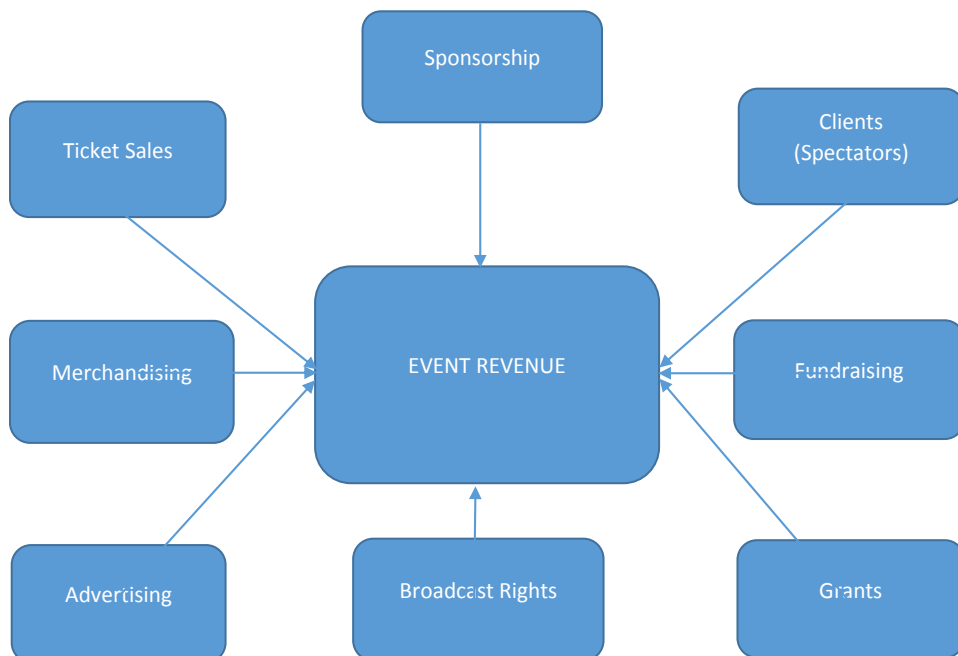 Sponsorship
Ticket Sales
Clients
(Spectators)
Merchandising
EVENT REVENUE
Fundraising
Advertising
Broadcast Rights
Grants